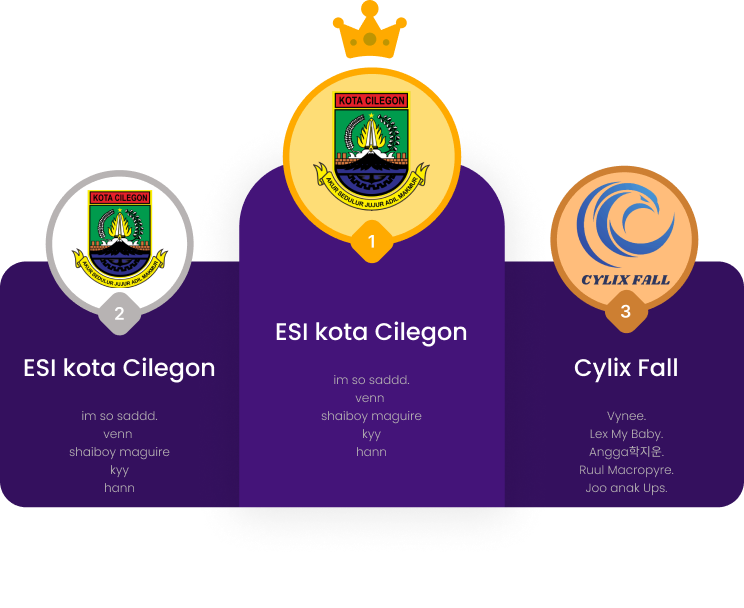 KOTA CILEGON
AKUR SEDULUR JUJUR ADIL MAKMUR
1
ESI kota Cilegon
im so saddd.
venn
shaiboy maguire
kyy
hann
KOTA CILEGON
AKUR SEDULUR JUJUR ADIL MAKMUR
2
ESI kota Cilegon
im so saddd.
venn
shaiboy maguire
kyy
hann
CYLIX FALL
3
Cylix Fall
Vynee.
Lex My Baby.
Angga학지운.
Ruul Macropyre.
Joo anak Ups.